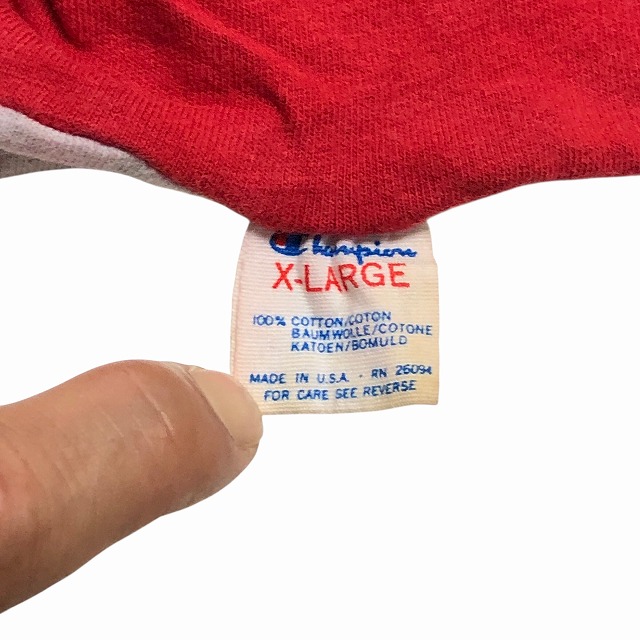 Champion
X-LARGE
100% COTTON/COTON
BAUMWOLLE/COTONE
KATOEN/BOMULD
MADE IN U.S.A. - RN 26094
FOR CARE SEE REVERSE